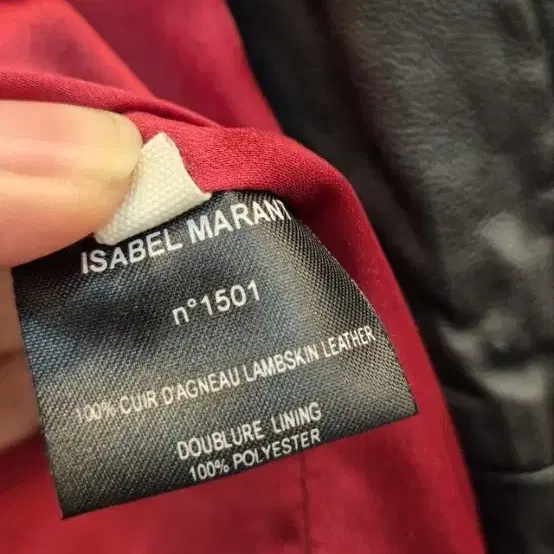 ISABEL MARANT
n°1501
100% CUIR D'AGNEAU LAMBSKIN LEATHER
DOUBLURE LINING
100% POLYESTER